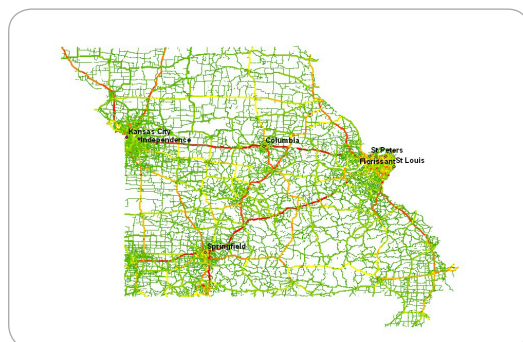 Kansas City
Independence
Columbia
St Peters
Florissant
St Louis
Springfield